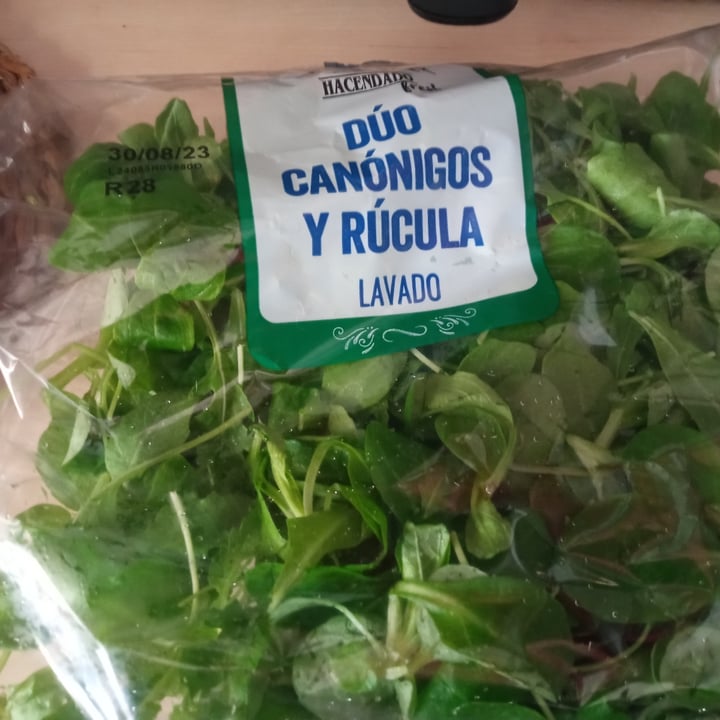 HACENDADO
DÚO
CANÓNIGOS
Y RÚCULA
LAVADO
30/08/23
R28